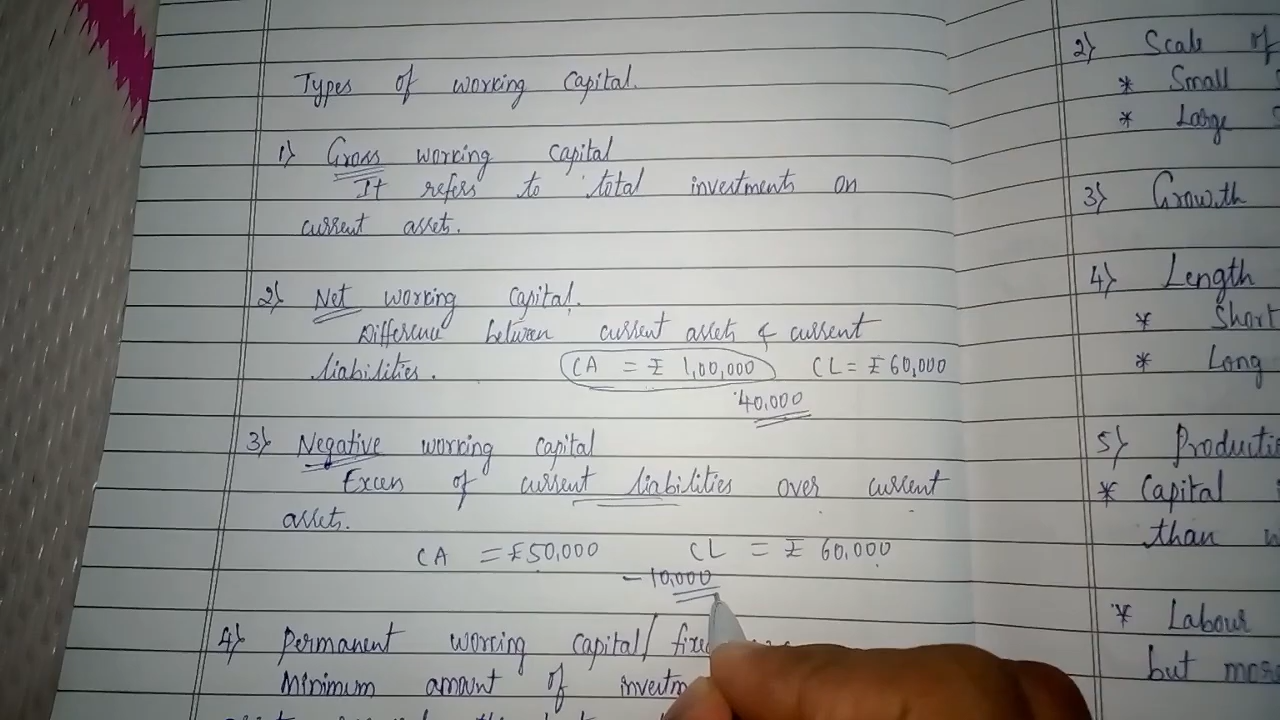 Types of working Capital.
1) Gross working capital
It refers to total investments on
current assets.
2) Net working Capital.
Difference between current assets & current
liabilities. CA = ₹ 1,00,000 CL = ₹ 60,000
40,000
3) Negative working capital
Excess of current liabilities over current
assets.
CA = ₹50,000 CL = ₹ 60,000
- 10,000
4) Permanent working capital/
Minimum amount of
2) Scale of
* Small
* Large
3) Growth
4) Length
* Short
* Long
5)
* Capital
than
* Labour
but